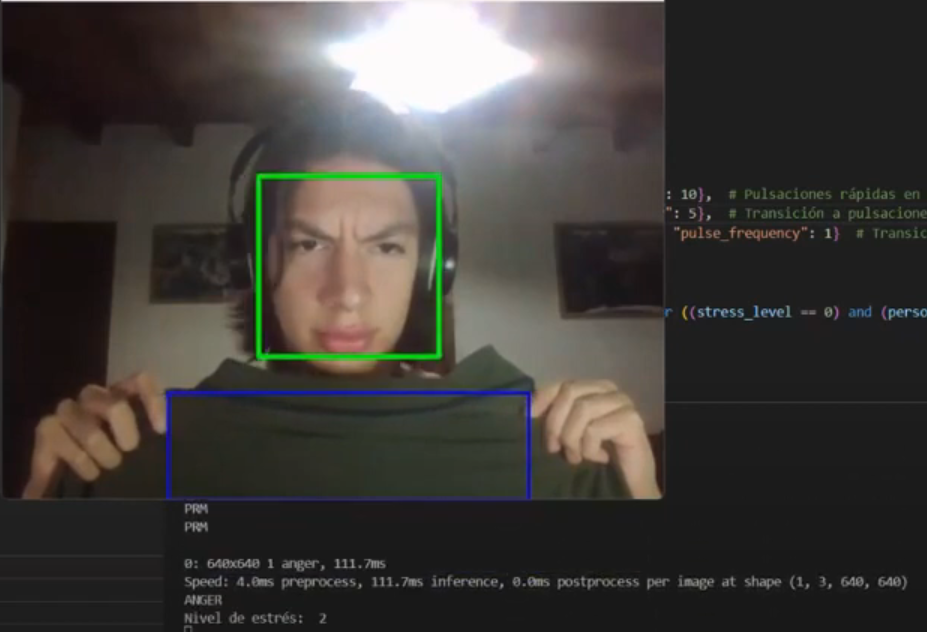 : 10}, # Pulsaciones rápidas en
": 5}, # Transición a pulsacione
"pulse_frequency": 1} # Transic
r ((stress_level == 0) and (perso
PRM
PRM
0: 640x640 1 anger, 111.7ms
Speed: 4.0ms preprocess, 111.7ms inference, 0.0ms postprocess per image at shape (1, 3, 640, 640)
ANGER
Nivel de estrés: 2